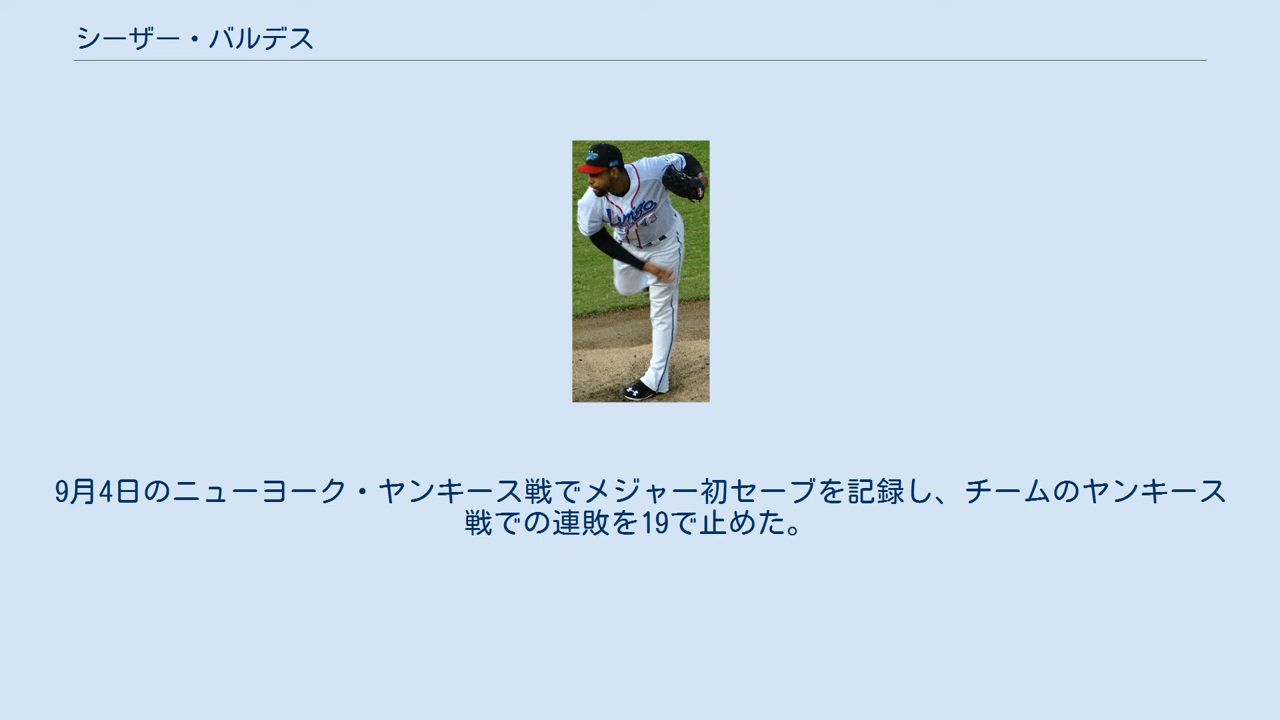 シーザー・バルデス
9月4日のニューヨーク・ヤンキース戦でメジャー初セーブを記録し、チームのヤンキース
戦での連敗を19で止めた。